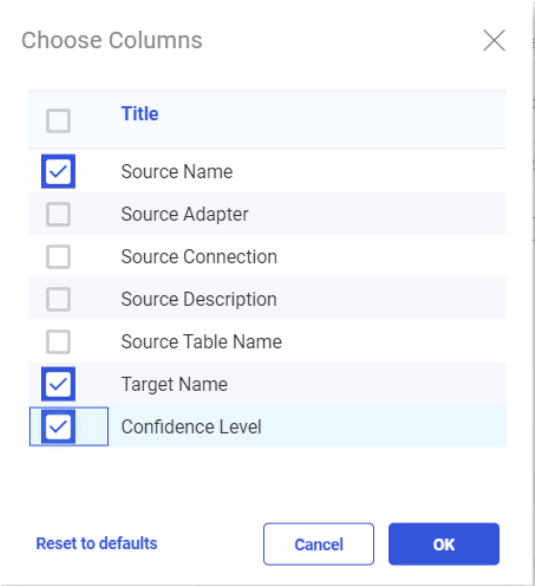 Choose Columns
Title
Source Name
Source Adapter
Source Connection
Source Description
Source Table Name
Target Name
Confidence Level
Reset to defaults
Cancel
OK